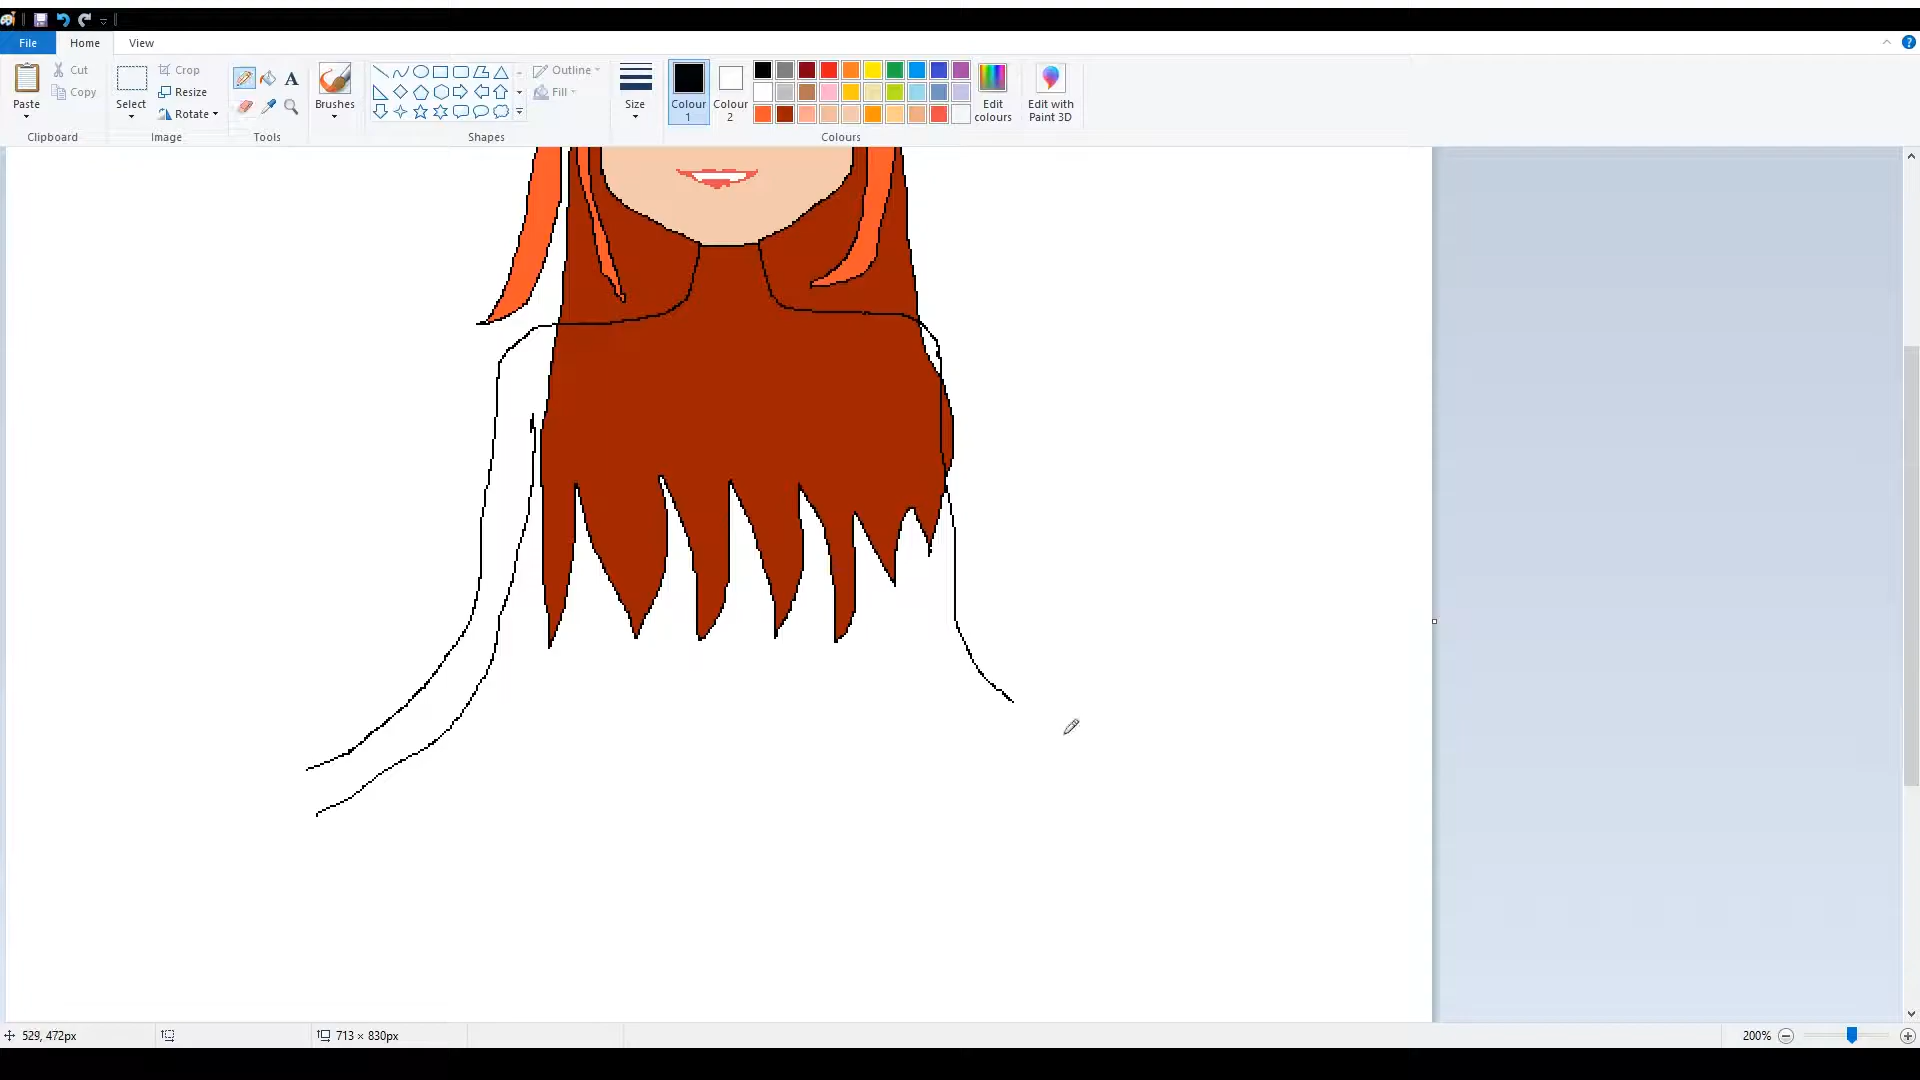 File Home View
Paste
Cut
Copy
Clipboard
Select
Crop
Resize
Rotate
Image
A
Tools
Brushes
Outline
Fill
Shapes
Size
Colour 1
Colour 2
Edit colours
Colours
Edit with Paint 3D
?
529, 472px
713 × 830px
200%